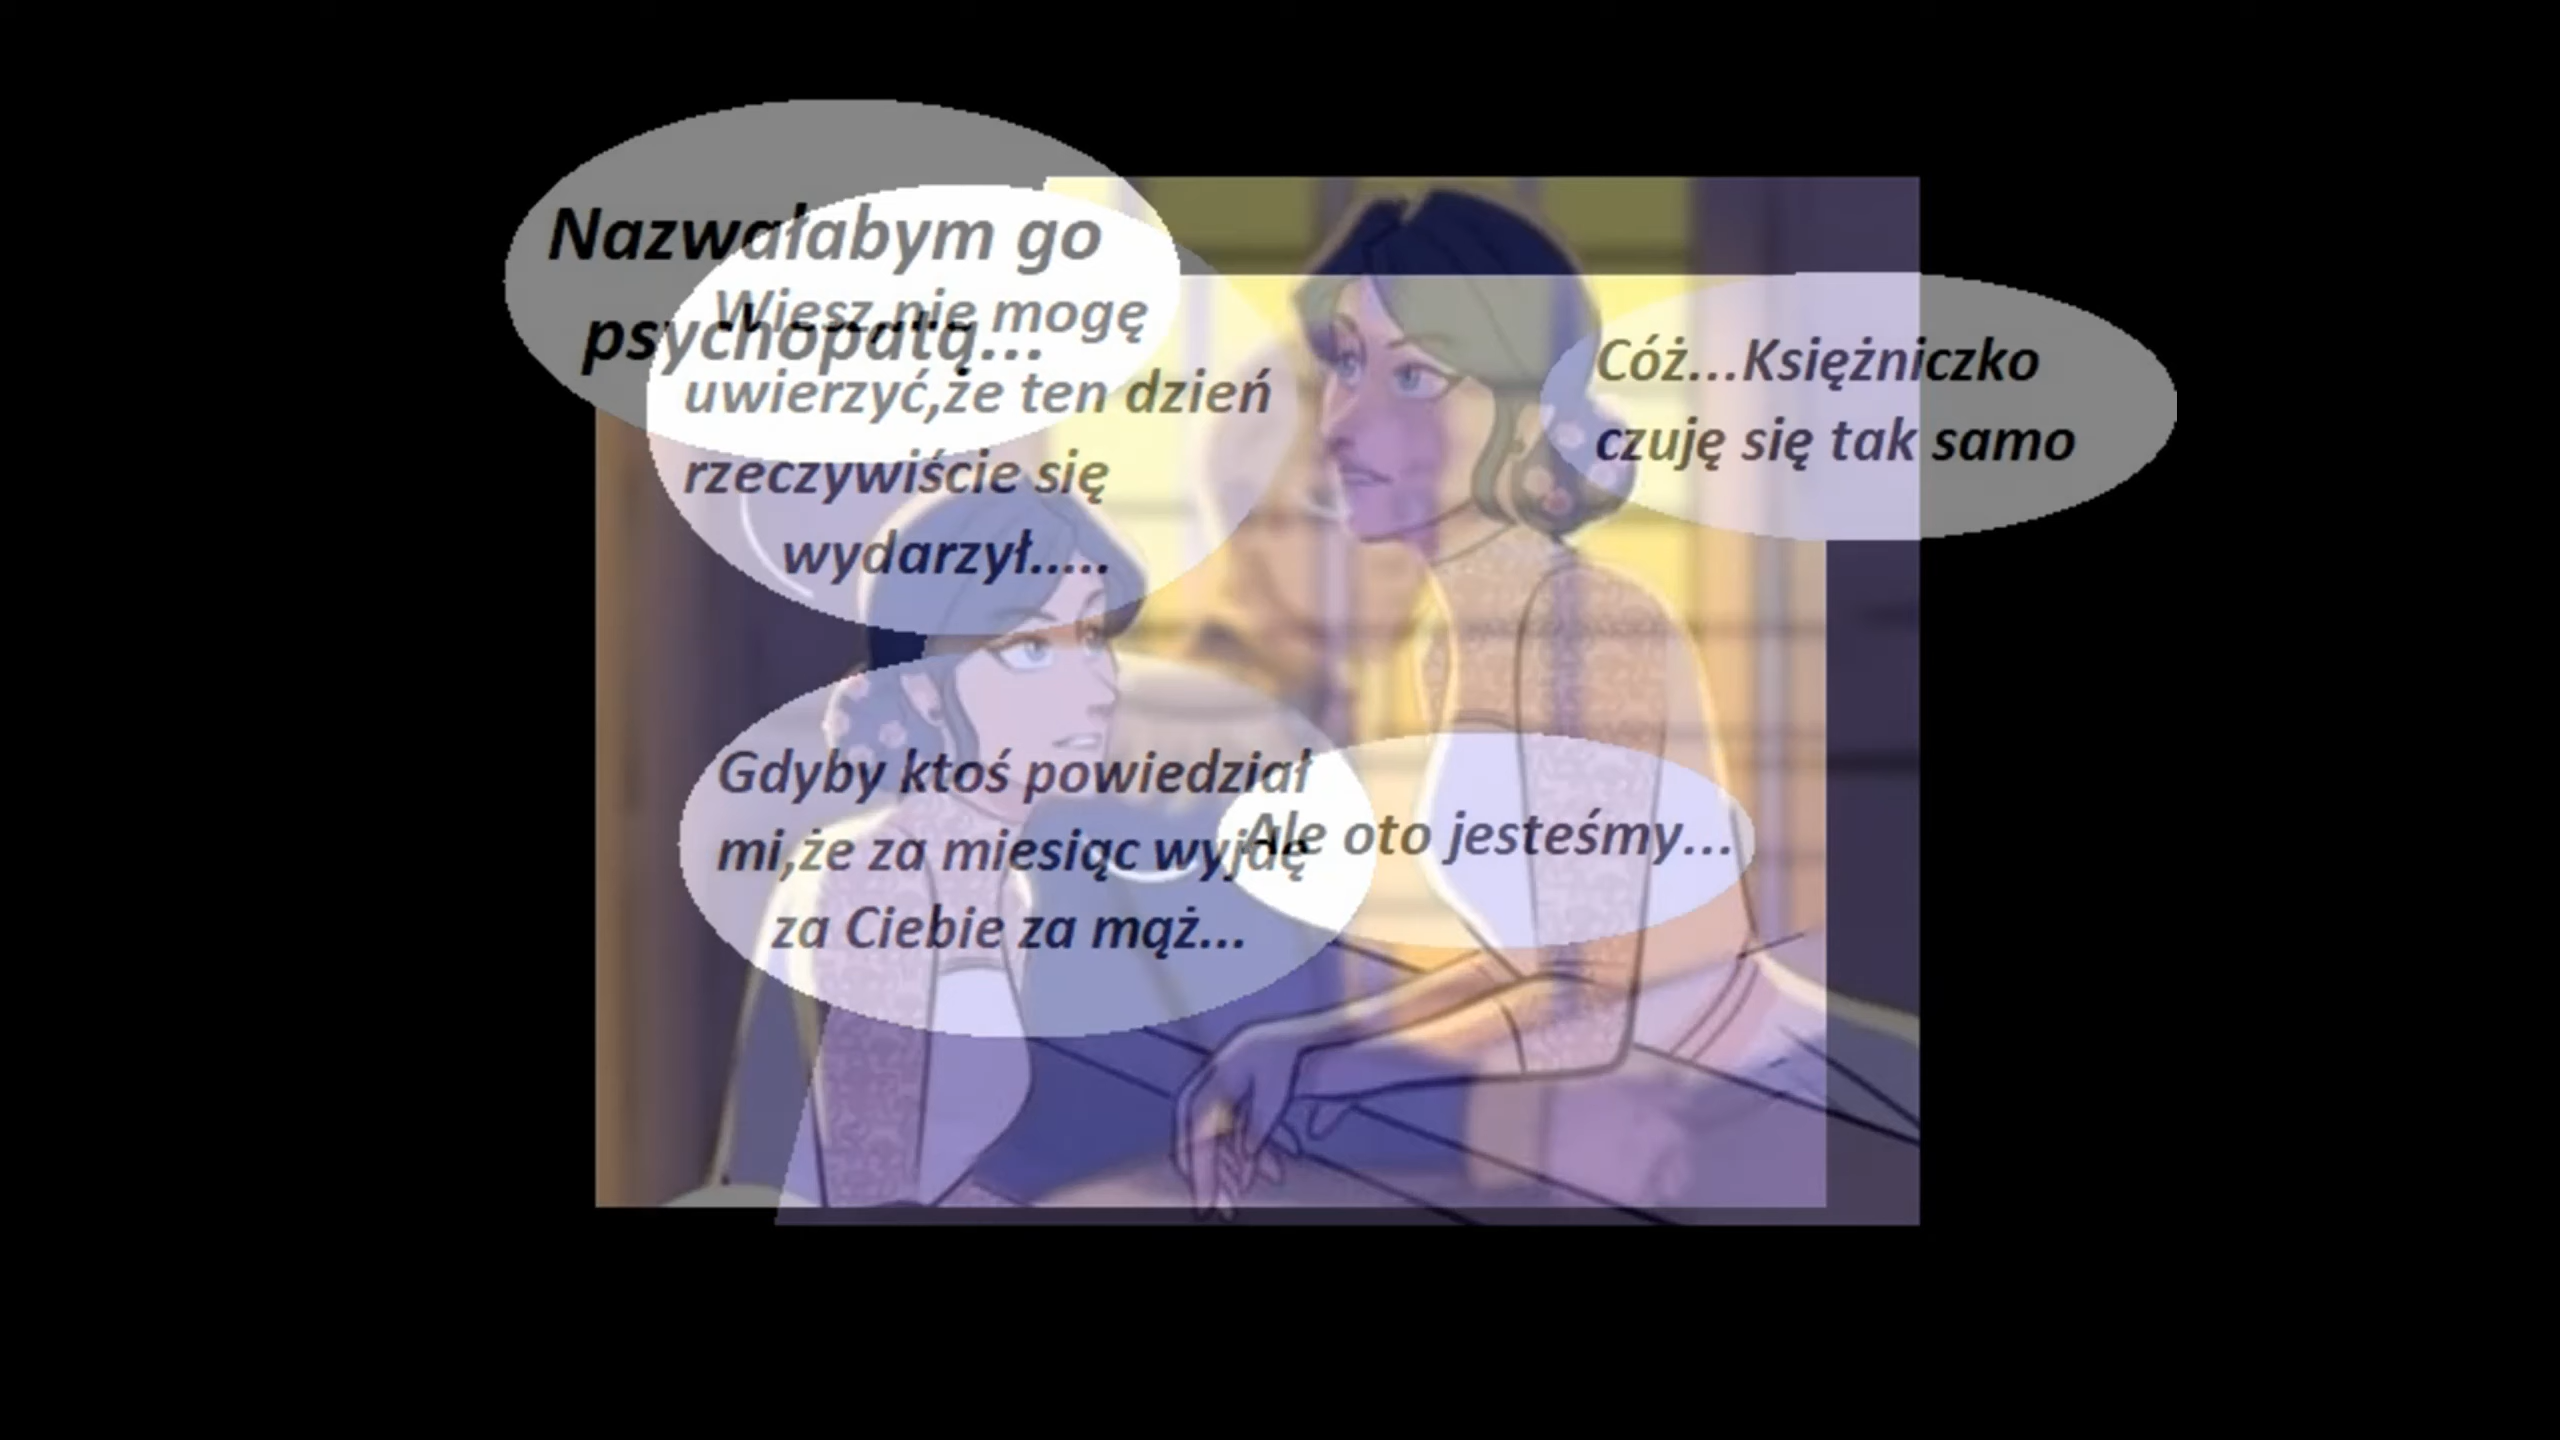 Nazwałabym go
psychopatą...
Wiesz nie mogę
uwierzyć,że ten dzień
rzeczywiście się
wydarzył.....
Cóż...Księżniczko
czuję się tak samo
Gdyby ktoś powiedział
mi,że za miesiąc wyjdę
za Ciebie za mąż...
Ale oto jesteśmy...